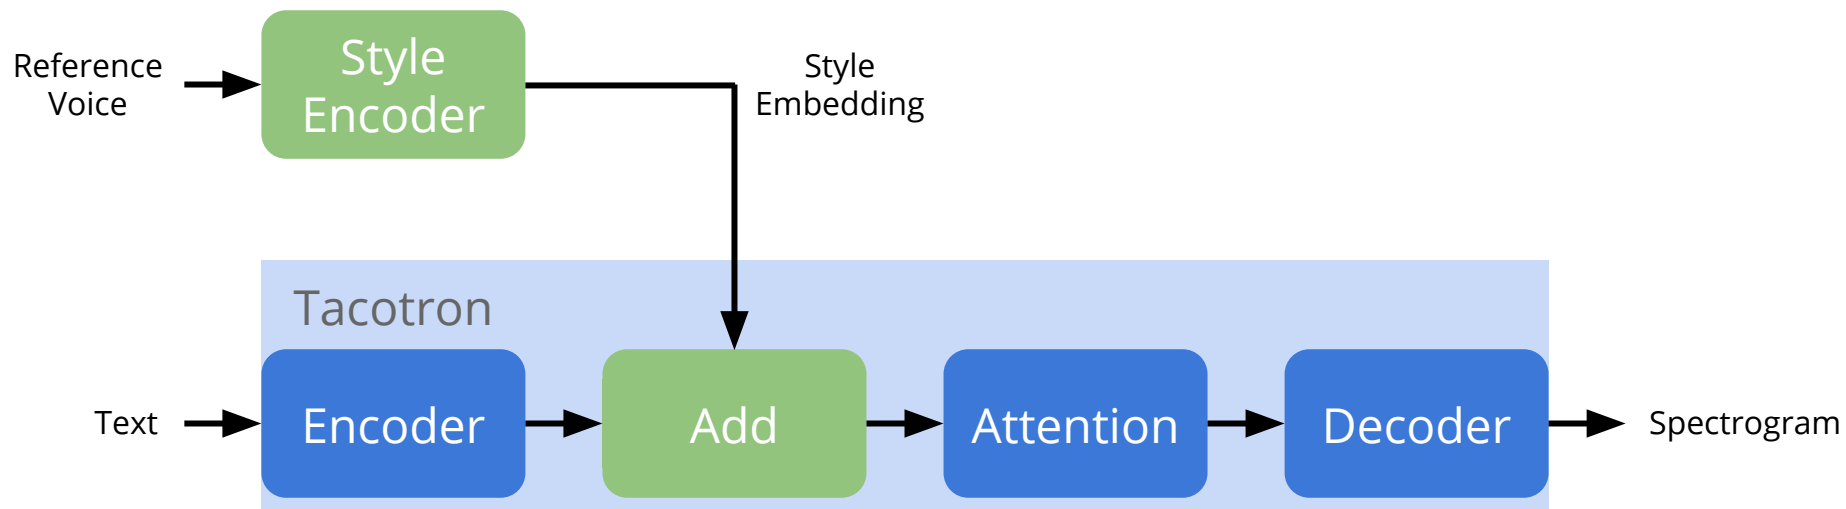 Reference
Voice
Style
Encoder
Style
Embedding
Tacotron
Text
Encoder
Add
Attention
Decoder
Spectrogram